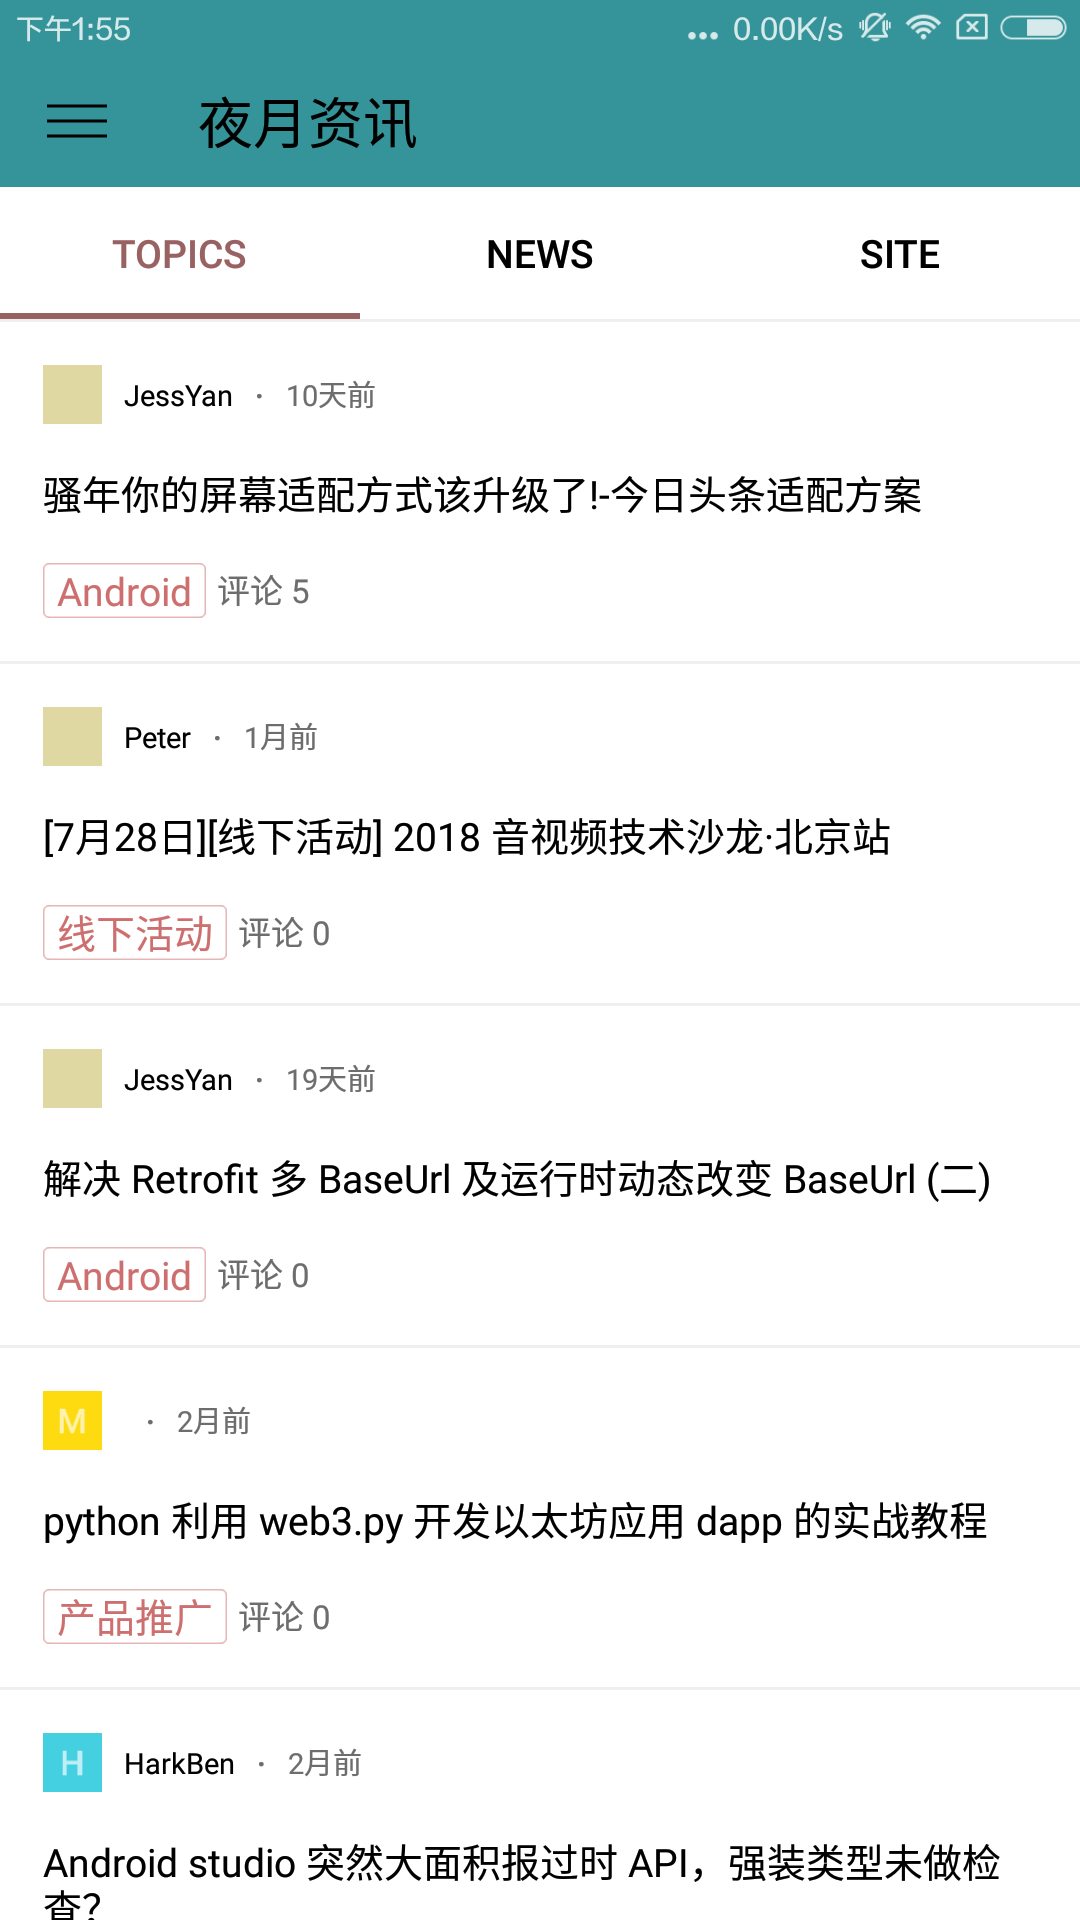 下午1:55
... 0.00K/s
夜月资讯
TOPICS NEWS SITE
JessYan · 10天前
骚年你的屏幕适配方式该升级了!-今日头条适配方案
Android 评论 5
Peter · 1月前
[7月28日][线下活动] 2018 音视频技术沙龙·北京站
线下活动 评论 0
JessYan · 19天前
解决 Retrofit 多 BaseUrl 及运行时动态改变 BaseUrl (二)
Android 评论 0
M · 2月前
python 利用 web3.py 开发以太坊应用 dapp 的实战教程
产品推广 评论 0
H HarkBen · 2月前
Android studio 突然大面积报过时 API，强装类型未做检
查?